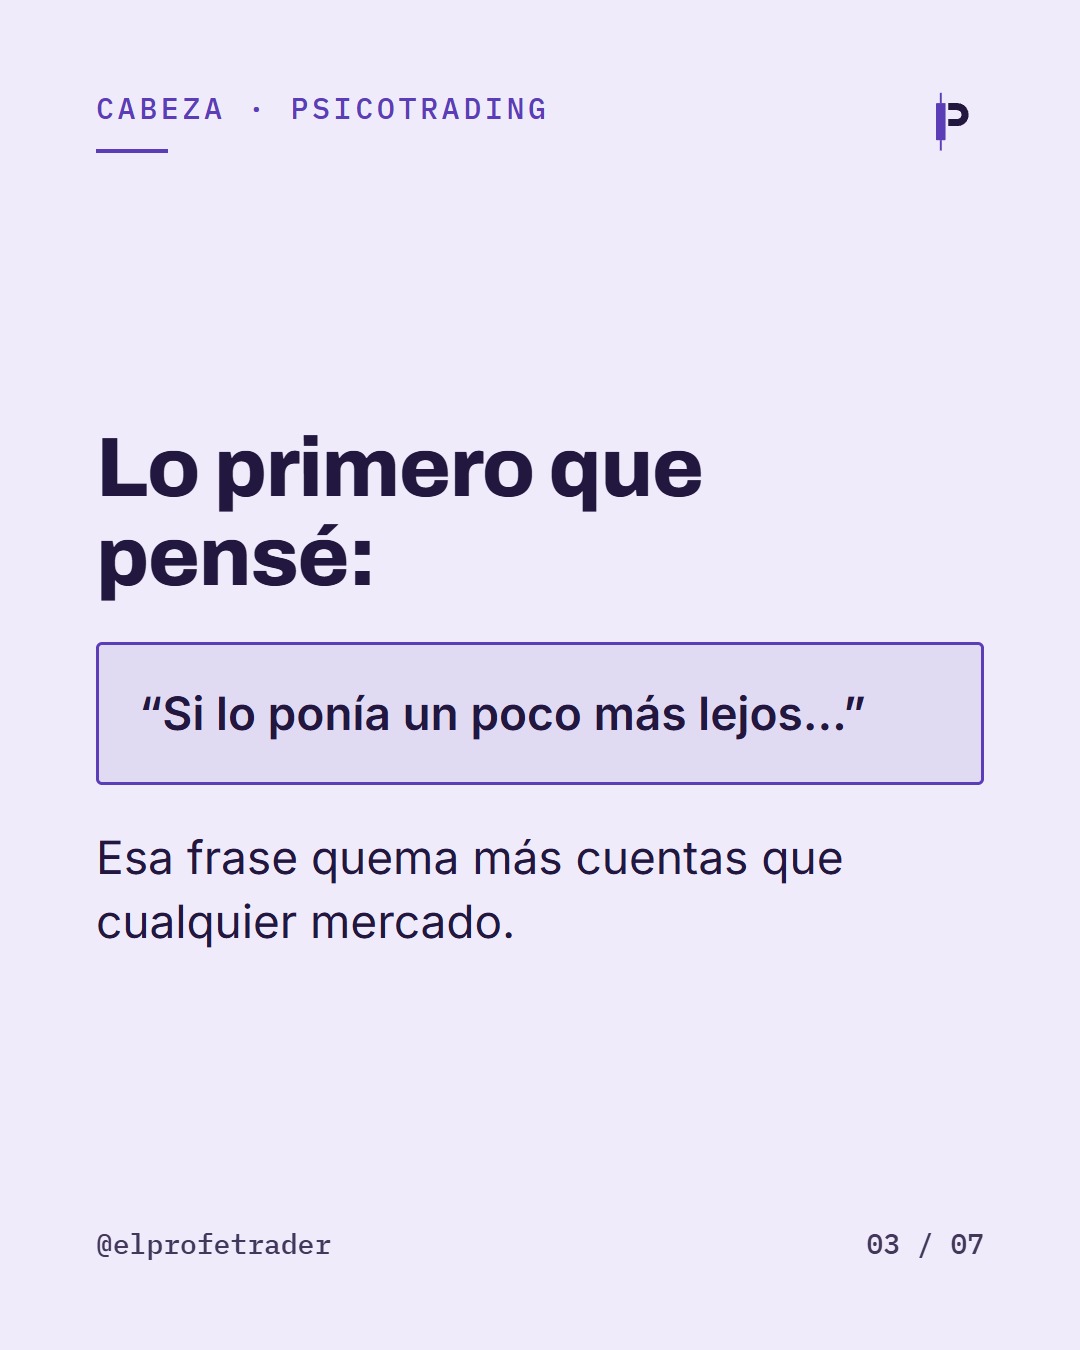 CABEZA · PSICOTRADING
Lo primero que
pensé:
“Si lo ponía un poco más lejos...”
Esa frase quema más cuentas que
cualquier mercado.
@elprofetrader
03 / 07